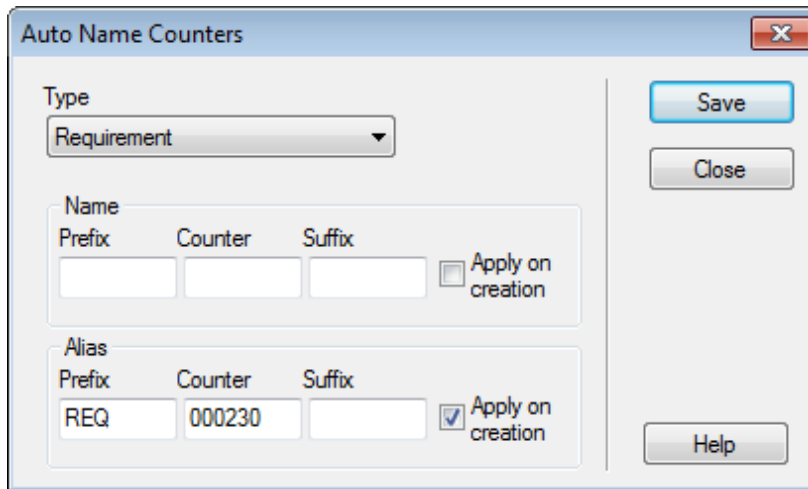 Auto Name Counters
Type
Requirement
Save
Close
Name
Prefix Counter Suffix
Apply on
creation
Alias
Prefix Counter Suffix
REQ 000230
Apply on
creation
Help